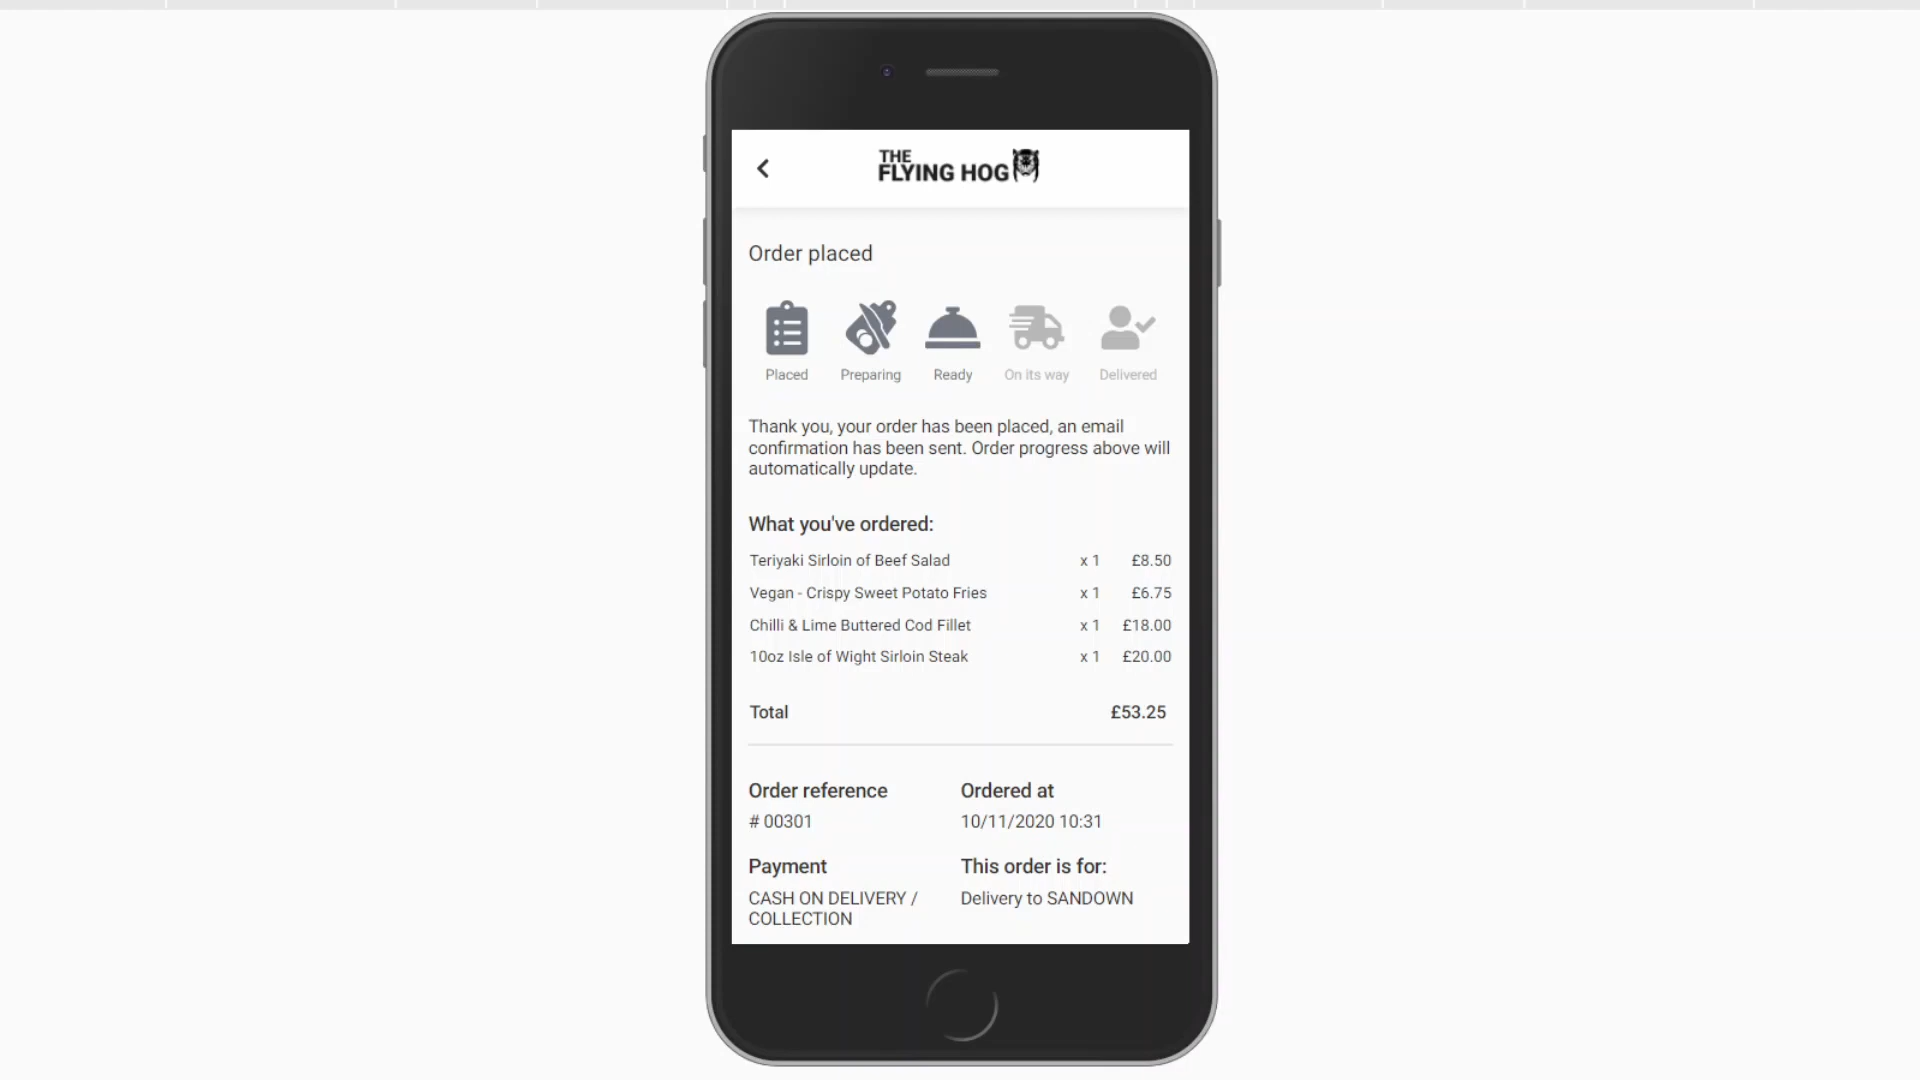 THE
FLYING HOG
Order placed
Placed Preparing Ready On its way Delivered
Thank you, your order has been placed, an email
confirmation has been sent. Order progress above will
automatically update.
What you've ordered:
Teriyaki Sirloin of Beef Salad x 1 £8.50
Vegan - Crispy Sweet Potato Fries x 1 £6.75
Chilli & Lime Buttered Cod Fillet x 1 £18.00
10oz Isle of Wight Sirloin Steak x 1 £20.00
Total £53.25
Order reference Ordered at
# 00301 10/11/2020 10:31
Payment This order is for:
CASH ON DELIVERY / Delivery to SANDOWN
COLLECTION